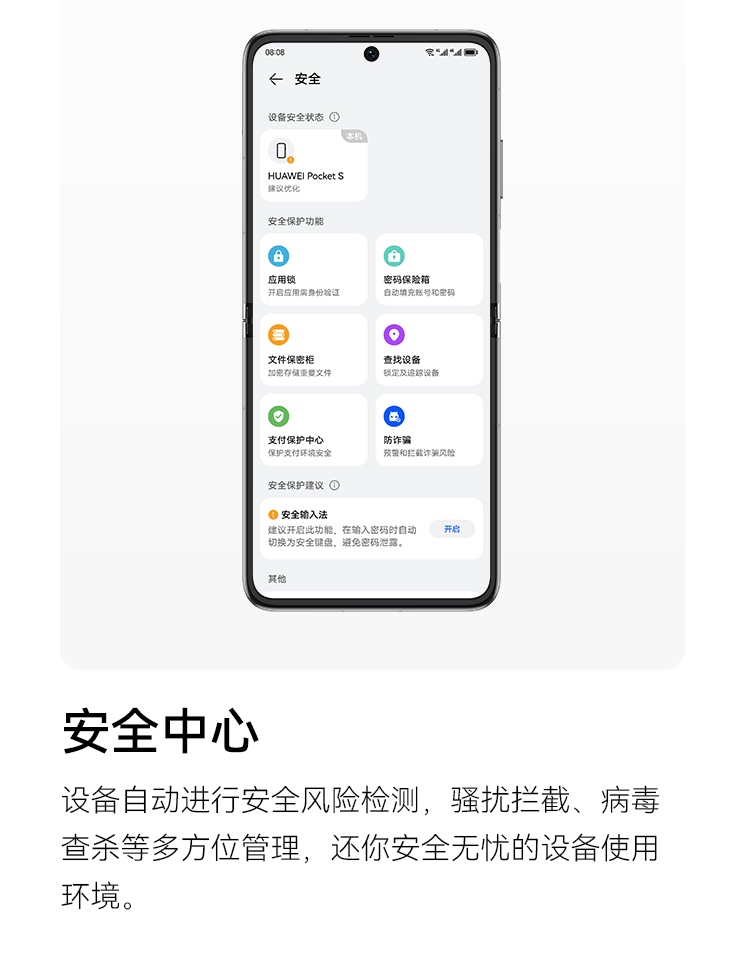 08:08
安全
设备安全状态
本机
HUAWEI Pocket S
建议优化
安全保护功能
应用锁
开启应用需身份验证
密码保险箱
自动填充账号和密码
文件保密柜
加密存储重要文件
查找设备
锁定及追踪设备
支付保护中心
保护支付环境安全
防诈骗
预警和拦截诈骗风险
安全保护建议
安全输入法
建议开启此功能，在输入密码时自动
切换为安全键盘，避免密码泄露。
开启
其他
安全中心
设备自动进行安全风险检测，骚扰拦截、病毒
查杀等多方位管理，还你安全无忧的设备使用
环境。